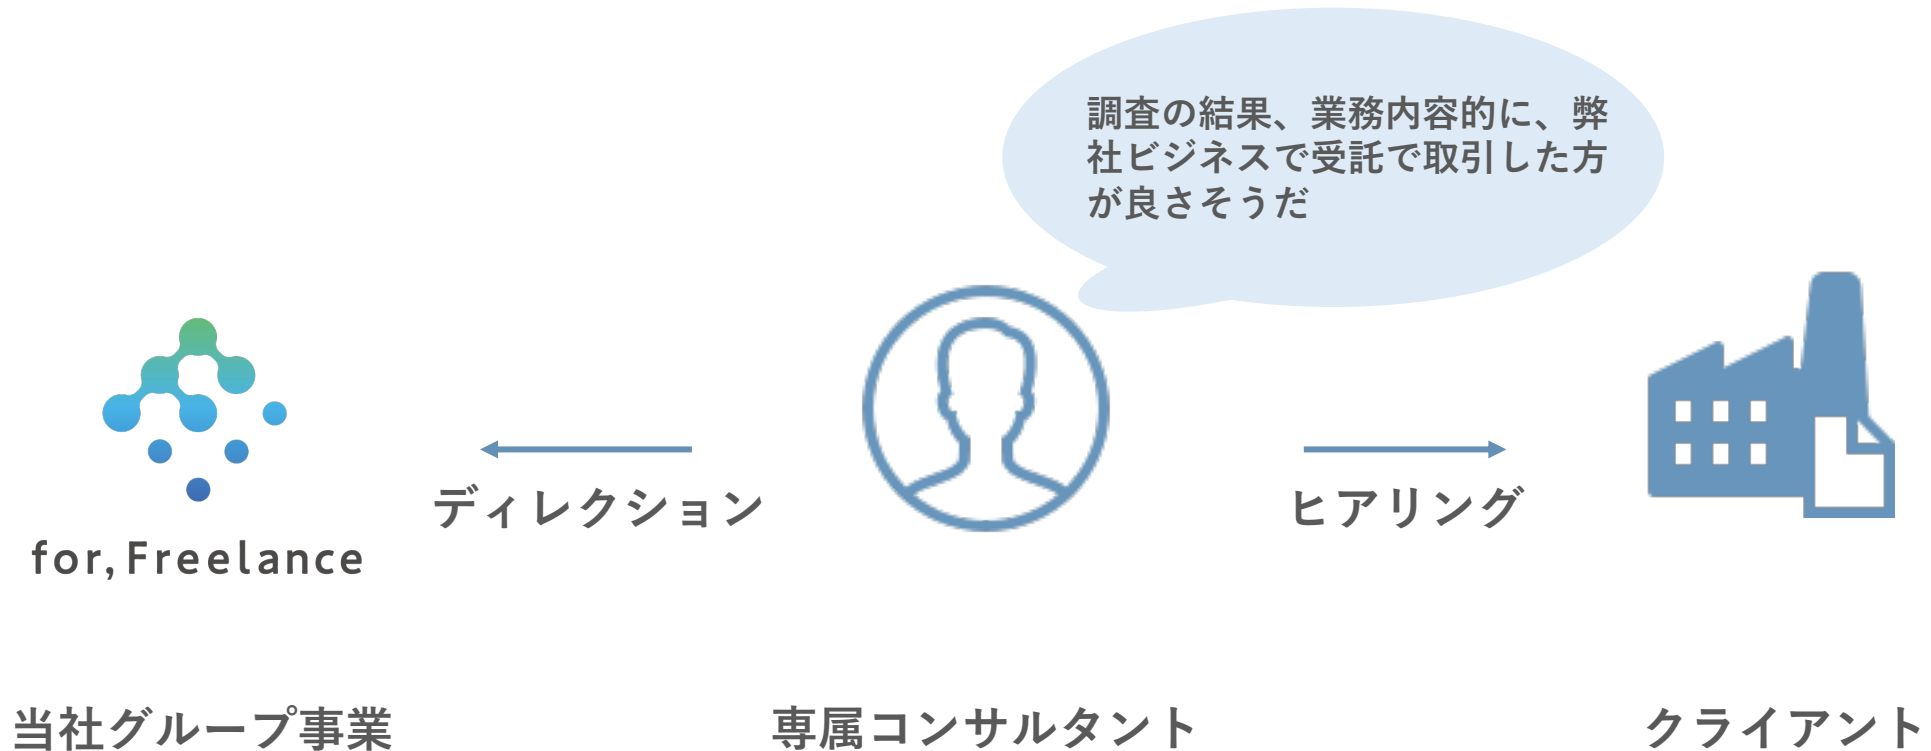 調査の結果、業務内容的に、弊
社ビジネスで受託で取引した方
が良さそうだ
ディレクション
ヒアリング
for, Freelance
当社グループ事業
専属コンサルタント
クライアント